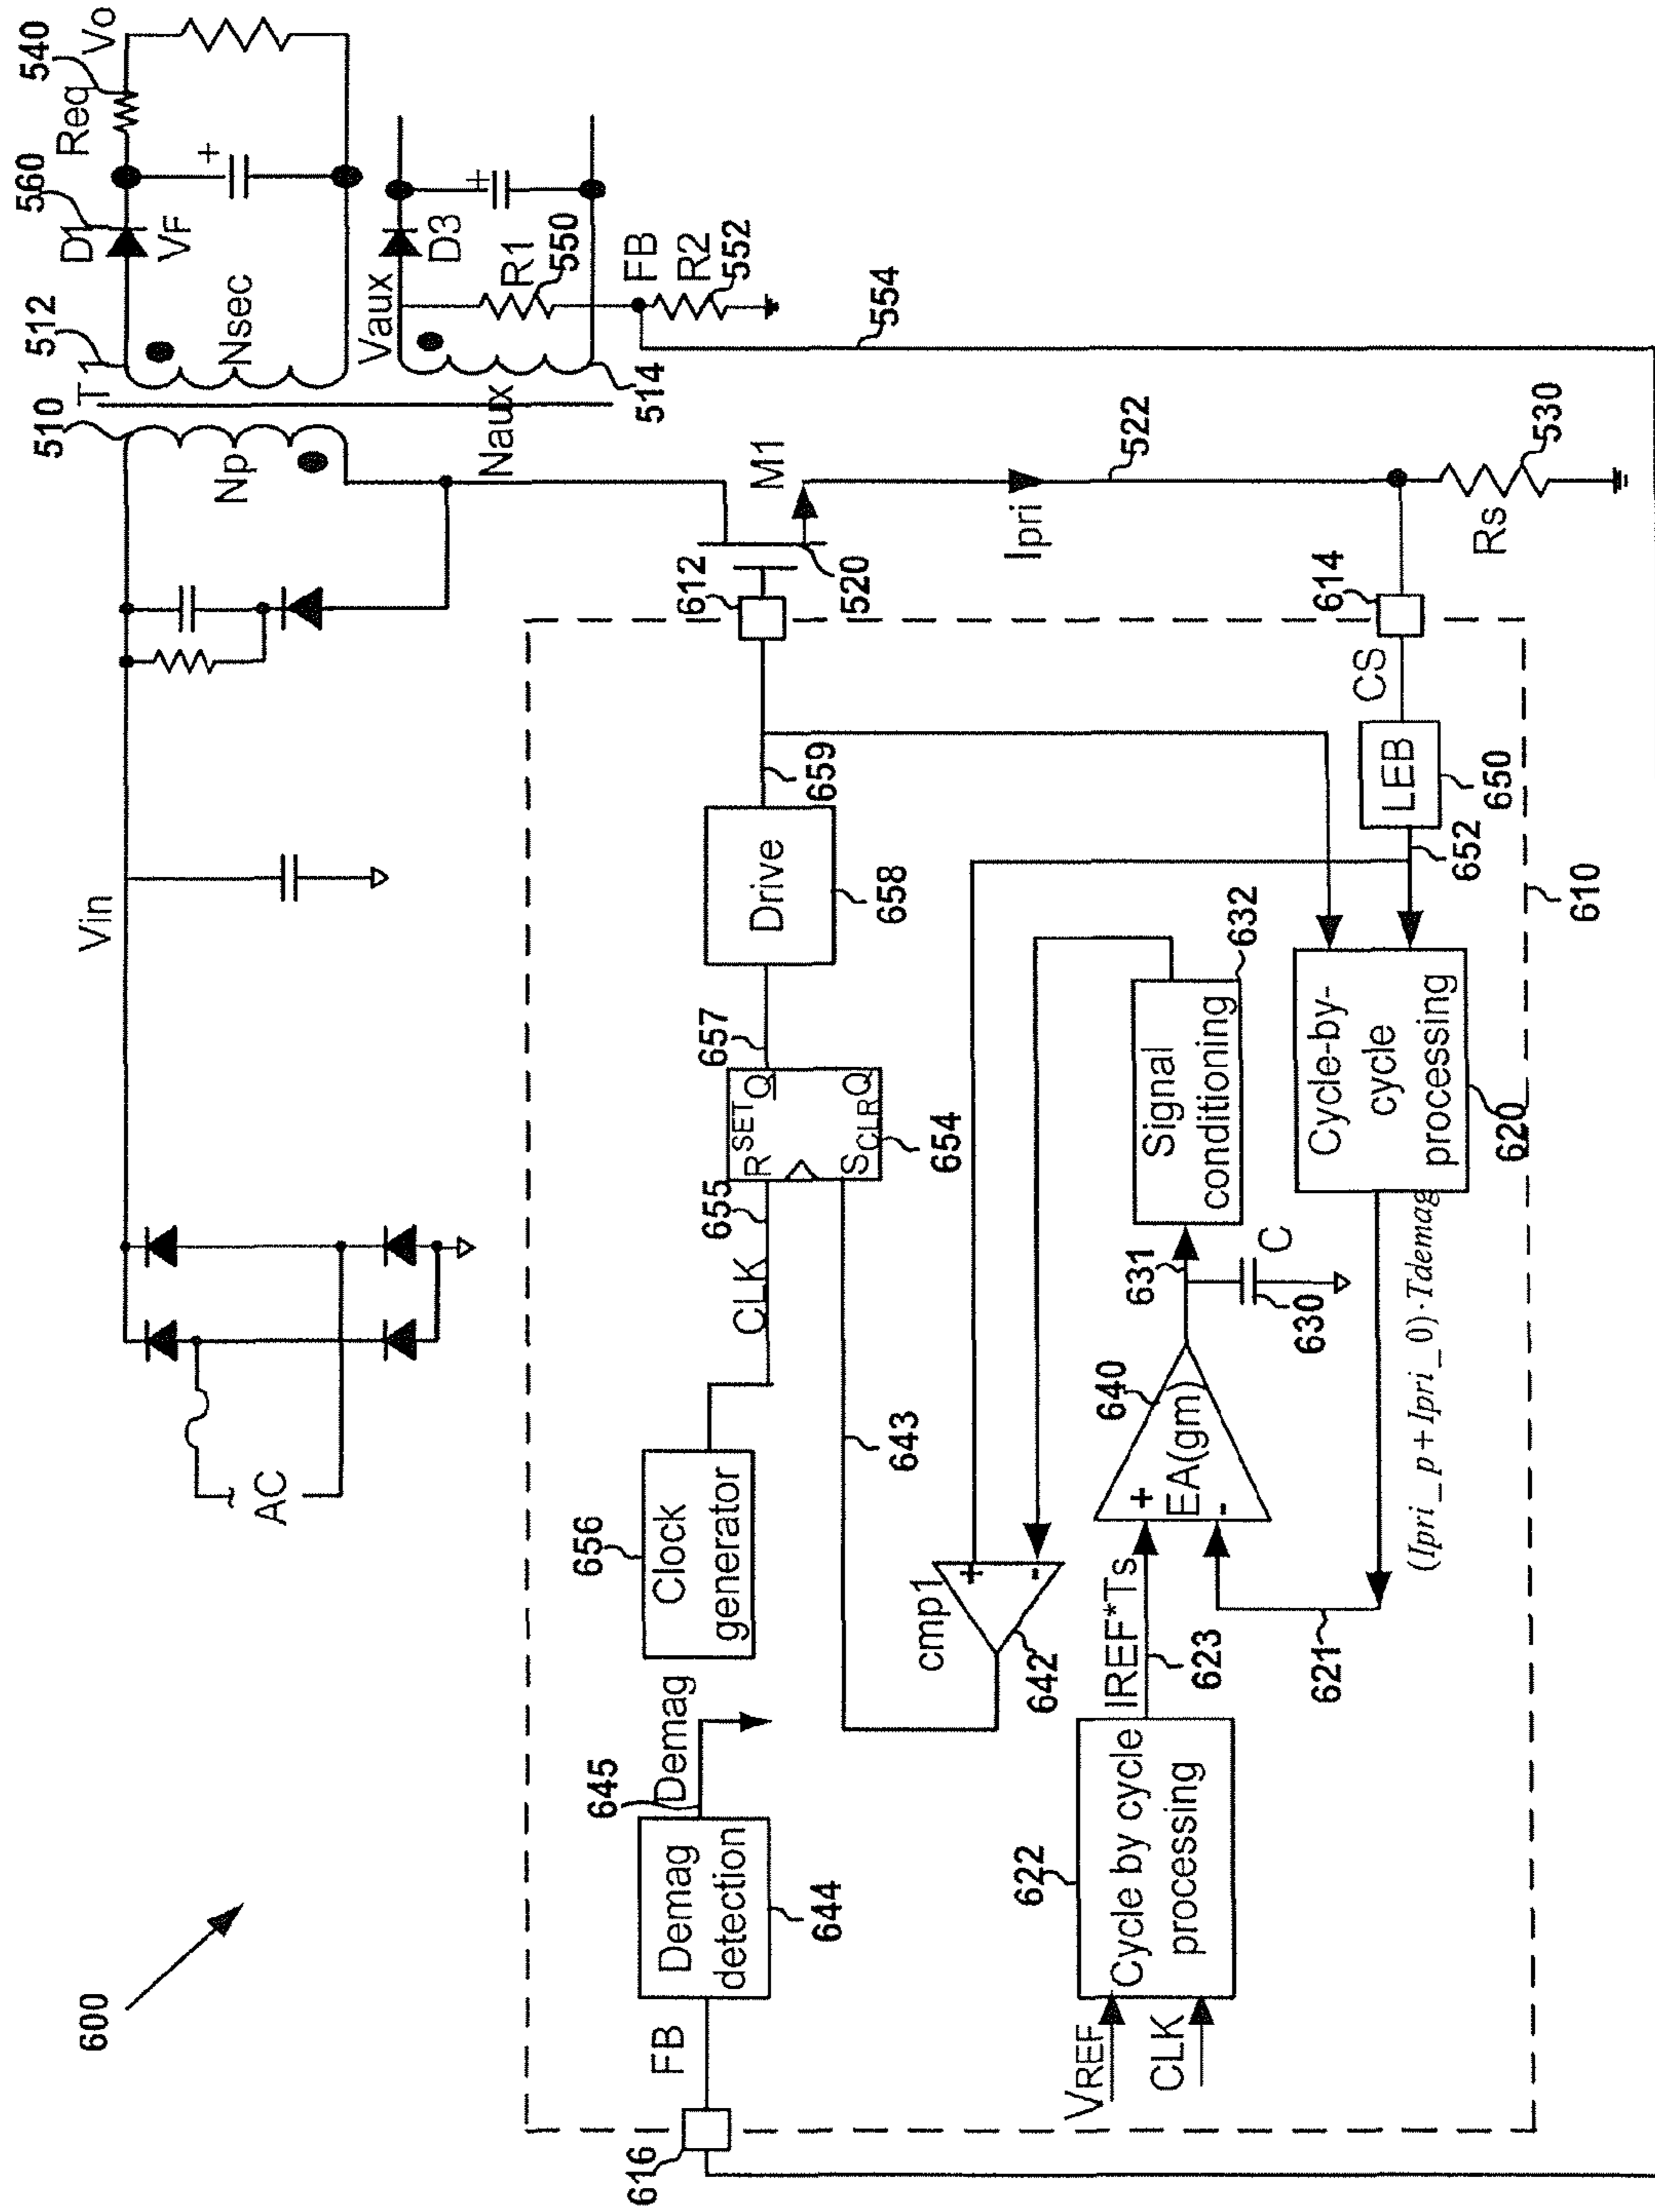 600
Vin
AC
510
T1
512
Np
Nsec
560
D1
VF
540
Req
+
Vo
Naux
Vaux
514
D3
+
R1
550
FB
R2
552
554
M1
520
612
Ipri
522
614
CS
Rs
530
616
FB
Demag
detection
644
645
Demag
656
Clock
generator
CLK
655
R SET Q
S CLR Q
654
657
Drive
658
659
643
cmp1
+
-
642
VREF
CLK
622
Cycle by cycle
processing
IREF*Ts
623
621
640
+
EA(gm)
-
631
630
C
Signal
conditioning
632
(Ipri_p+Ipri_0)·Tdemag
Cycle-by-
cycle
processing
620
LEB
650
652
610